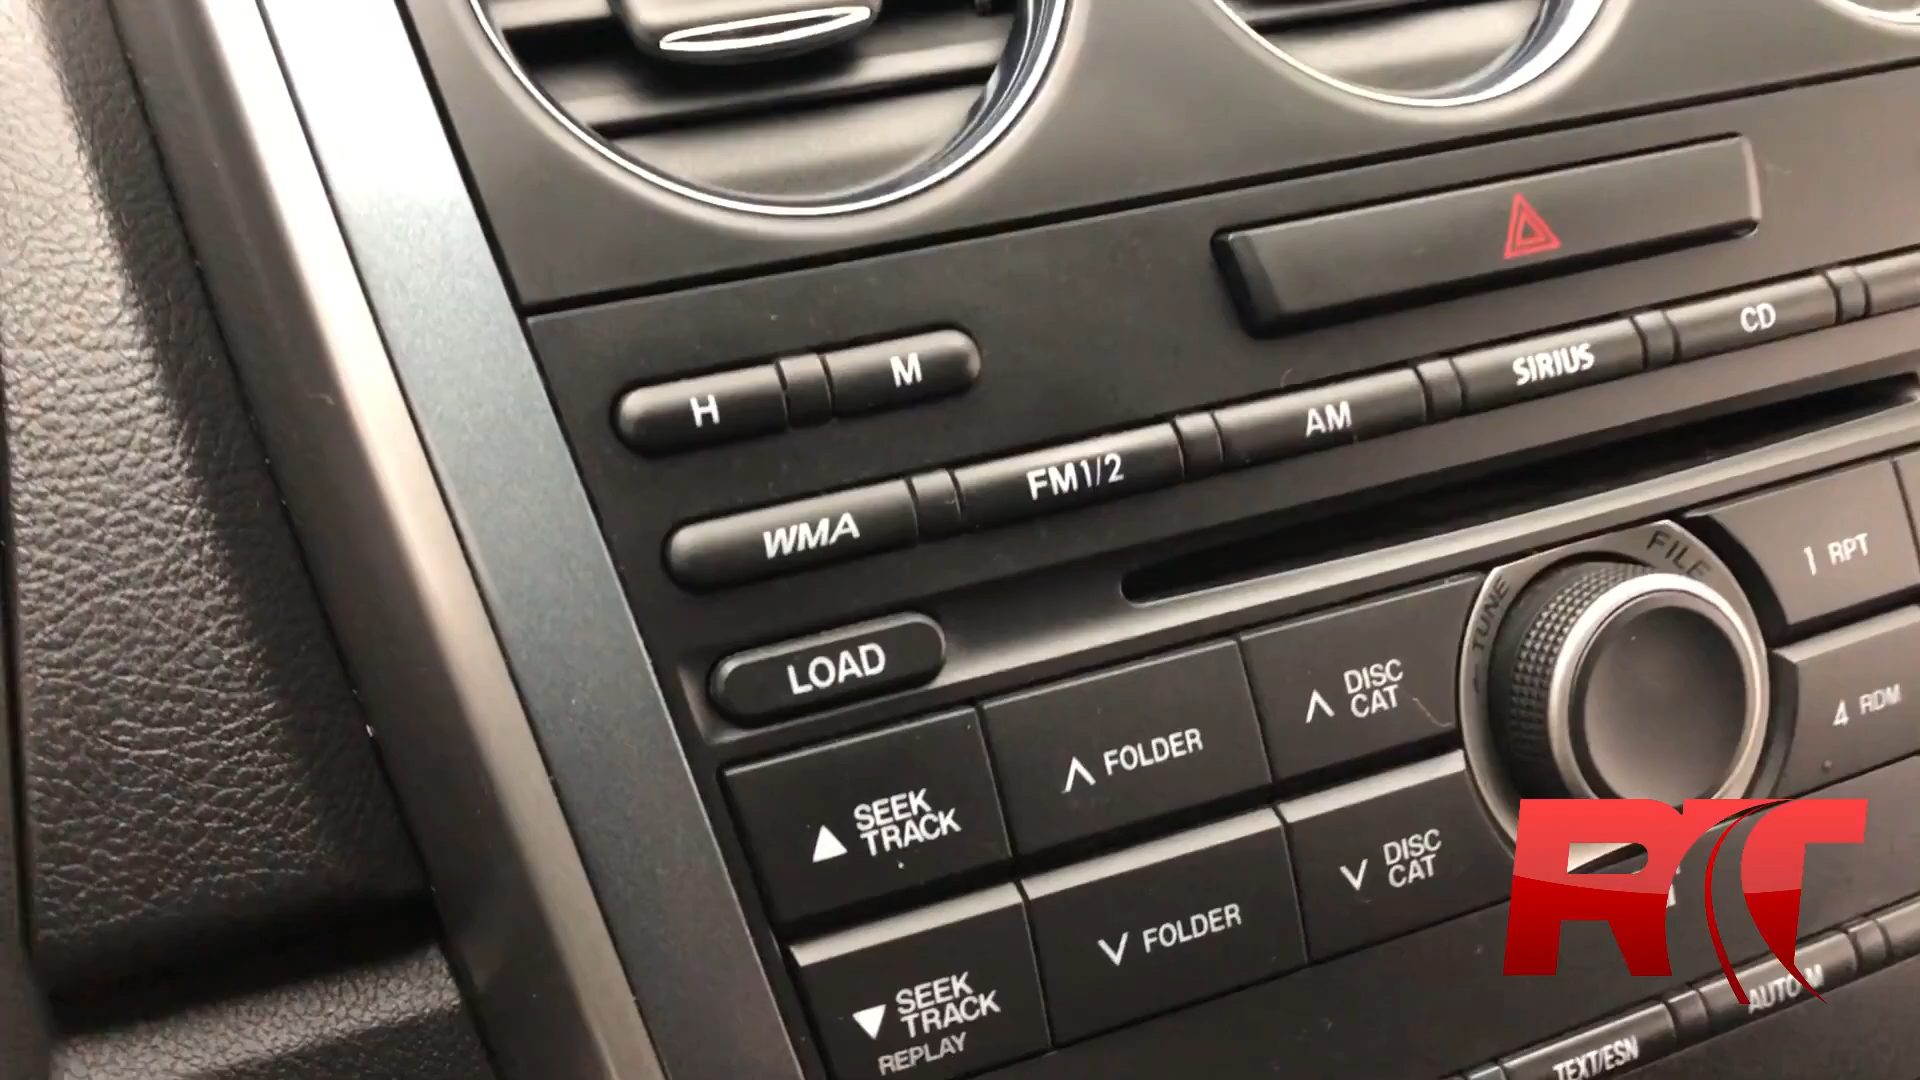 H
M
WMA
FM1/2
AM
SIRIUS
CD
LOAD
TUNE
FILE
1 RPT
4 RDM
SEEK
TRACK
FOLDER
DISC
CAT
SEEK
TRACK
REPLAY
FOLDER
DISC
CAT
TEXT/ESN
RT